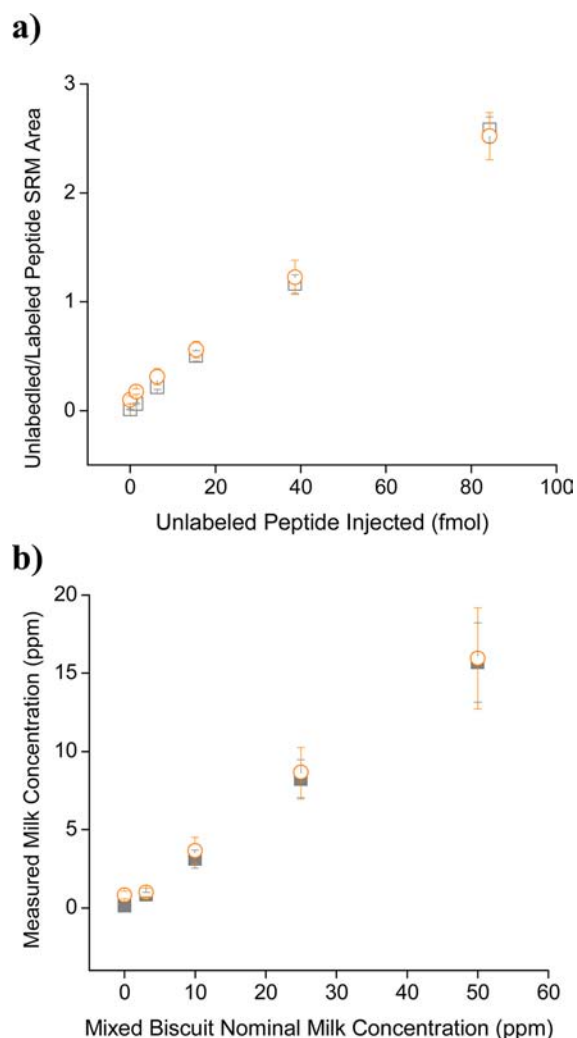 a)
Unlabedled/Labeled Peptide SRM Area
3
2
1
0
0 20 40 60 80 100
Unlabeled Peptide Injected (fmol)
b)
Measured Milk Concentration (ppm)
20
15
10
5
0
0 10 20 30 40 50 60
Mixed Biscuit Nominal Milk Concentration (ppm)